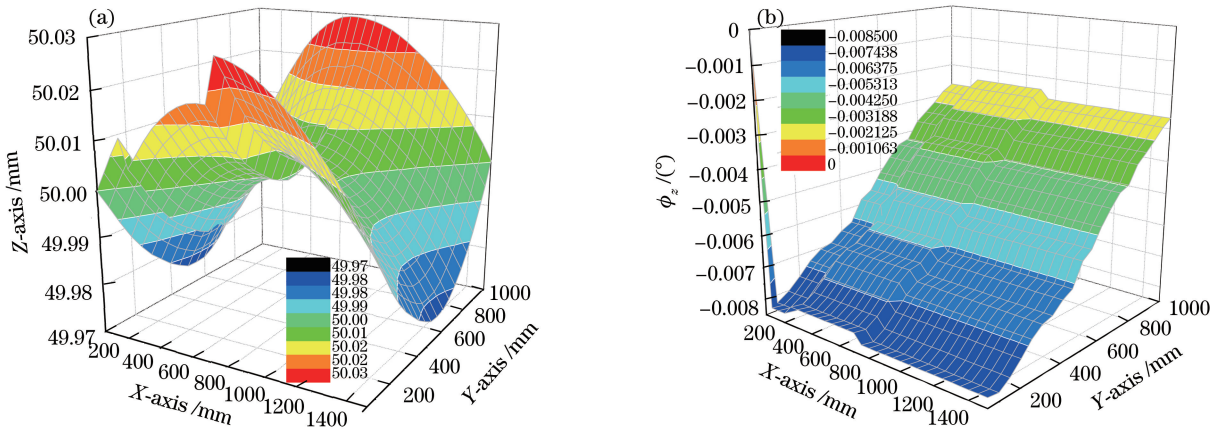 (a)
50.03
50.02
50.01
50.00
49.99
49.98
49.97
Z-axis /mm
200 400 600 800 1000 1200 1400
X-axis /mm
200 400 600 800 1000
Y-axis /mm
49.97
49.98
49.98
49.99
50.00
50.01
50.02
50.02
50.03
(b)
0
−0.001
−0.002
−0.003
−0.004
−0.005
−0.006
−0.007
−0.008
ϕz /(°)
200 400 600 800 1000 1200 1400
X-axis /mm
200 400 600 800 1000
Y-axis /mm
−0.008500
−0.007438
−0.006375
−0.005313
−0.004250
−0.003188
−0.002125
−0.001063
0